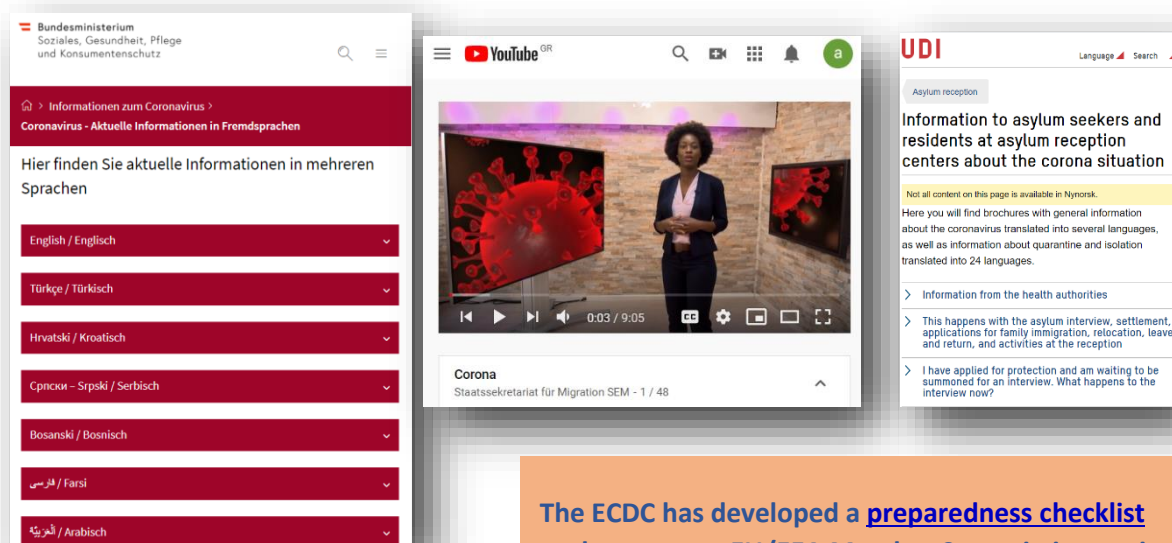 Bundesministerium
Soziales, Gesundheit, Pflege
und Konsumentenschutz
Informationen zum Coronavirus >
Coronavirus - Aktuelle Informationen in Fremdsprachen
Hier finden Sie aktuelle Informationen in mehreren
Sprachen
English / Englisch
Türkçe / Türkisch
Hrvatski / Kroatisch
Српски – Srpski / Serbisch
Bosanski / Bosnisch
فارسی / Farsi
/ Arabisch
YouTube GR
a
0:03 / 9:05
CC
Corona
Staatssekretariat für Migration SEM - 1 / 48
UDI
Language Search
Asylum reception
Information to asylum seekers and
residents at asylum reception
centers about the corona situation
Not all content on this page is available in Nynorsk.
Here you will find brochures with general information
about the coronavirus translated into several languages,
as well as information about quarantine and isolation
translated into 24 languages.
Information from the health authorities
This happens with the asylum interview, settlement,
applications for family immigration, relocation, leave
and return, and activities at the reception
I have applied for protection and am waiting to be
summoned for an interview. What happens to the
interview now?
The ECDC has developed a preparedness checklist